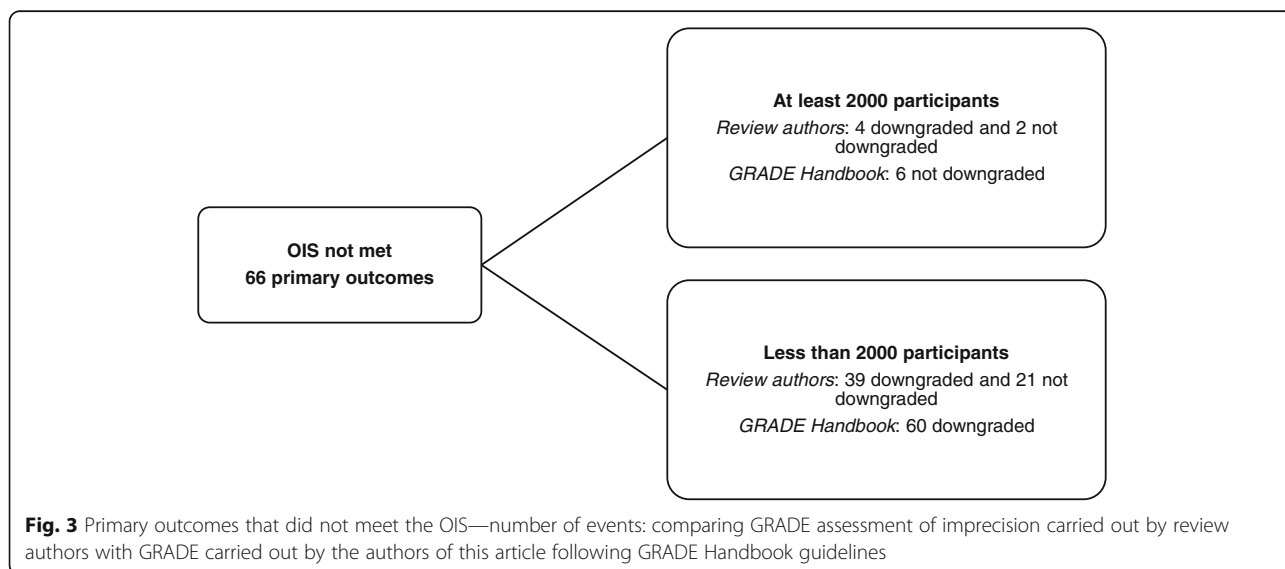 OIS not met
66 primary outcomes
At least 2000 participants
Review authors: 4 downgraded and 2 not
downgraded
GRADE Handbook: 6 not downgraded
Less than 2000 participants
Review authors: 39 downgraded and 21 not
downgraded
GRADE Handbook: 60 downgraded
Fig. 3 Primary outcomes that did not meet the OIS—number of events: comparing GRADE assessment of imprecision carried out by review
authors with GRADE carried out by the authors of this article following GRADE Handbook guidelines